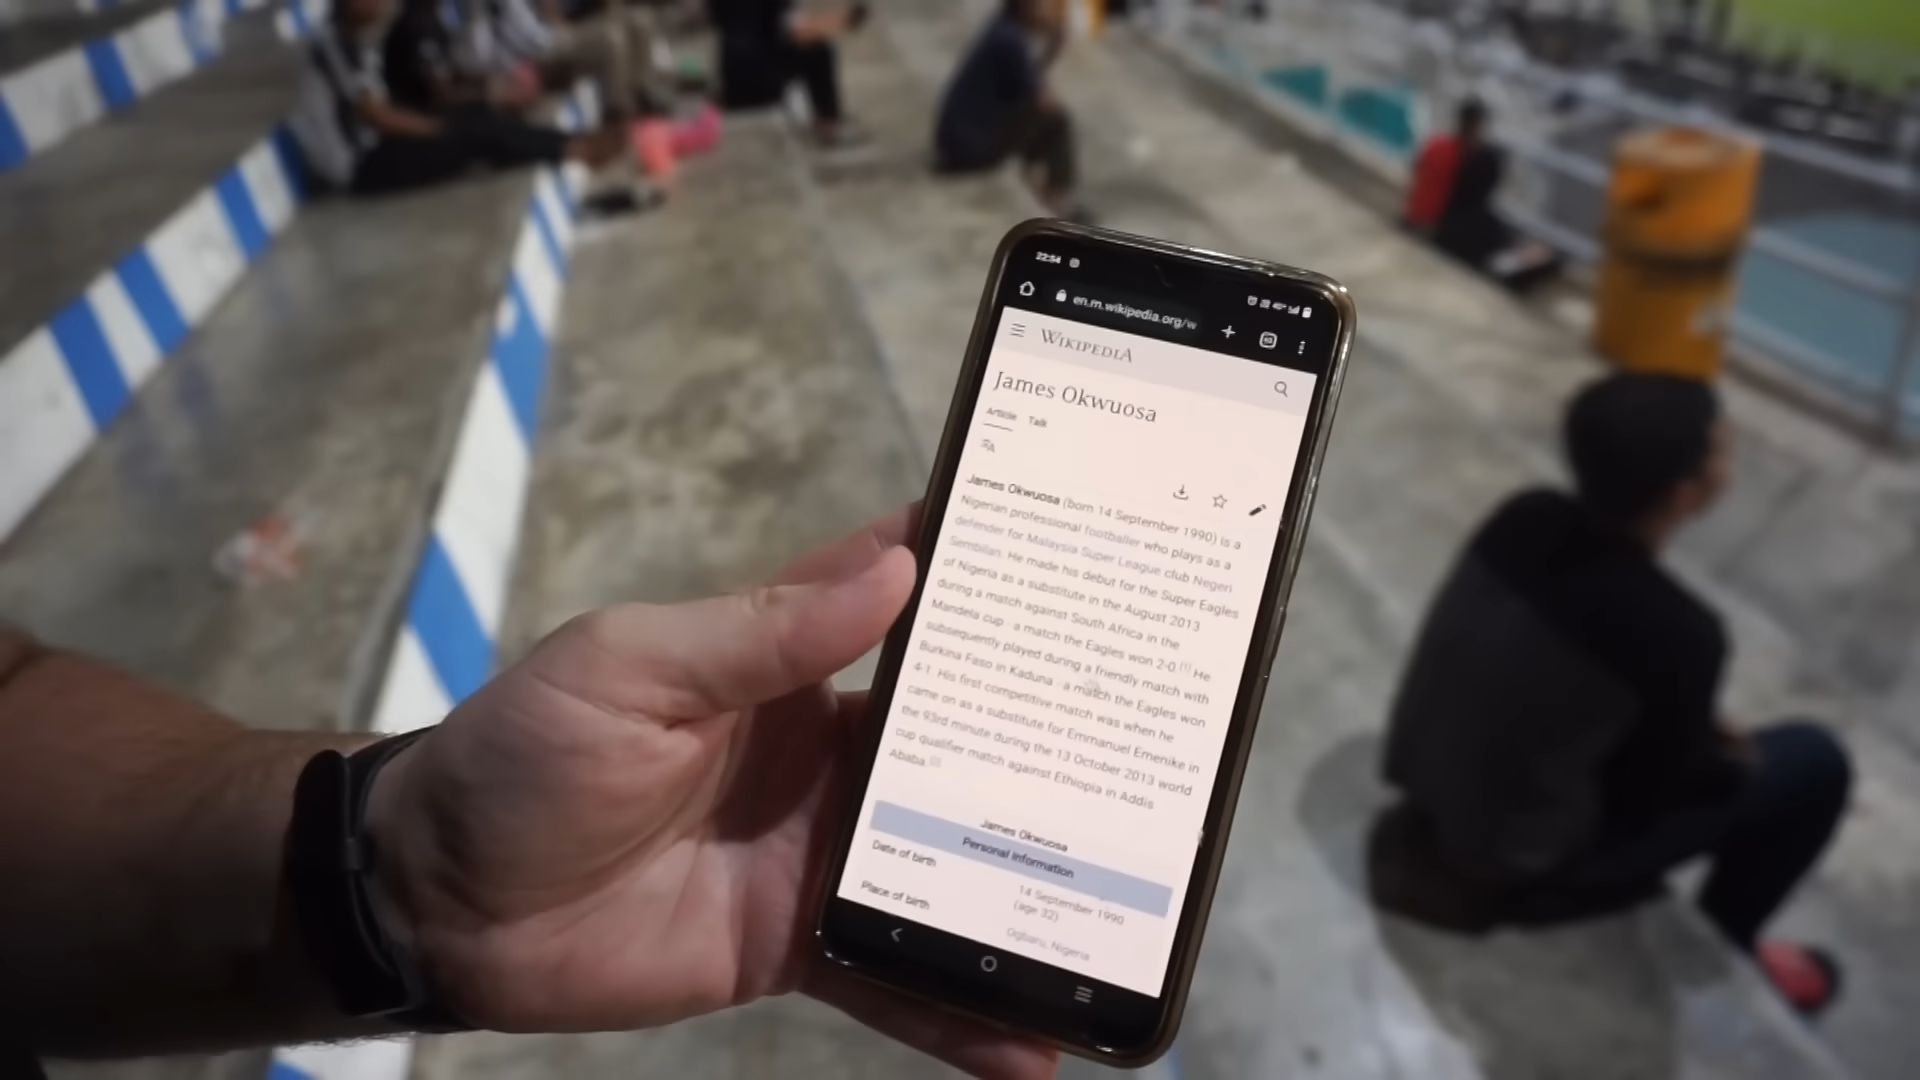 22:54
en.m.wikipedia.org/w
WIKIPEDIA
James Okwuosa
Article Talk
James Okwuosa (born 14 September 1990) is a
Nigerian professional footballer who plays as a
defender for Malaysia Super League club Negeri
Sembilan. He made his debut for the Super Eagles
of Nigeria as a substitute in the August 2013
during a match against South Africa in the
Mandela cup - a match the Eagles won 2-0 [1] He
subsequently played during a friendly match with
Burkina Faso in Kaduna - a match the Eagles won
4-1. His first competitive match was when he
came on as a substitute for Emmanuel Emenike in
the 93rd minute during the 13 October 2013 world
cup qualifier match against Ethiopia in Addis
Ababa.
James Okwuosa
Personal information
Date of birth
14 September 1990
(age 32)
Place of birth
Ogbaru, Nigeria